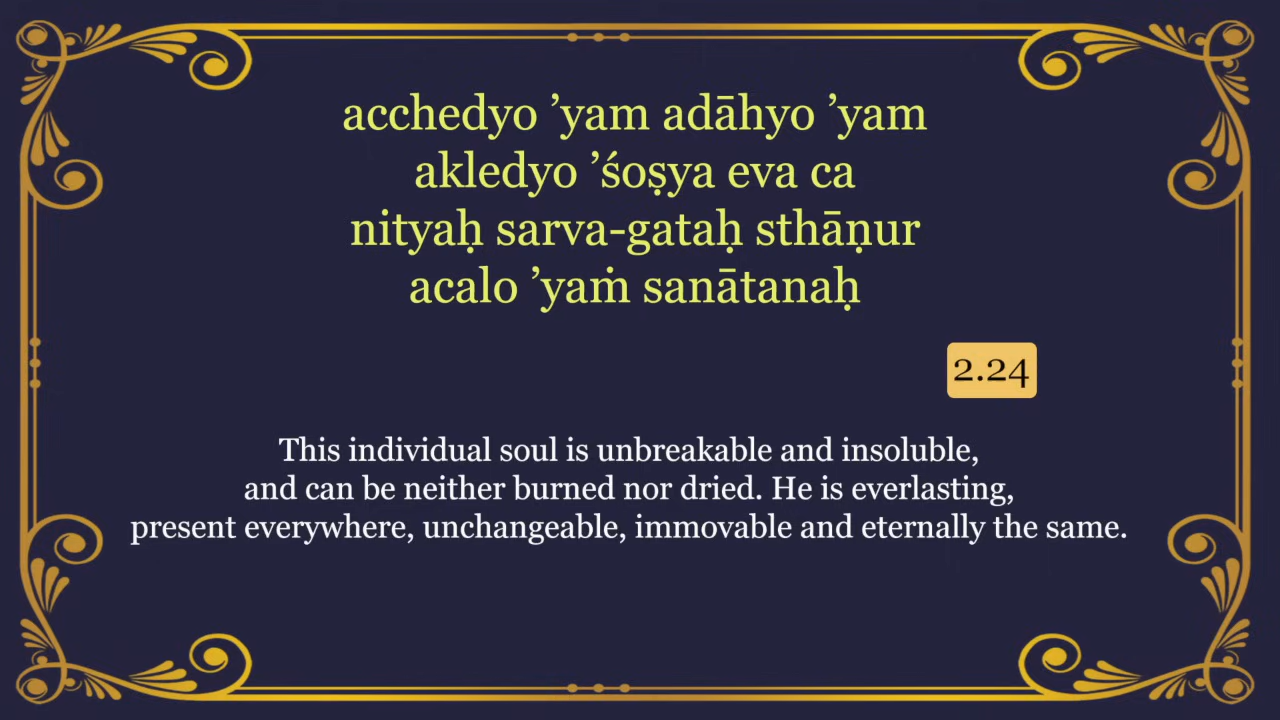 acchedyo ’yam adāhyo ’yam
akledyo ’śoṣya eva ca
nityaḥ sarva-gataḥ sthāṇur
acalo ’yaṁ sanātanaḥ
2.24
This individual soul is unbreakable and insoluble,
and can be neither burned nor dried. He is everlasting,
present everywhere, unchangeable, immovable and eternally the same.